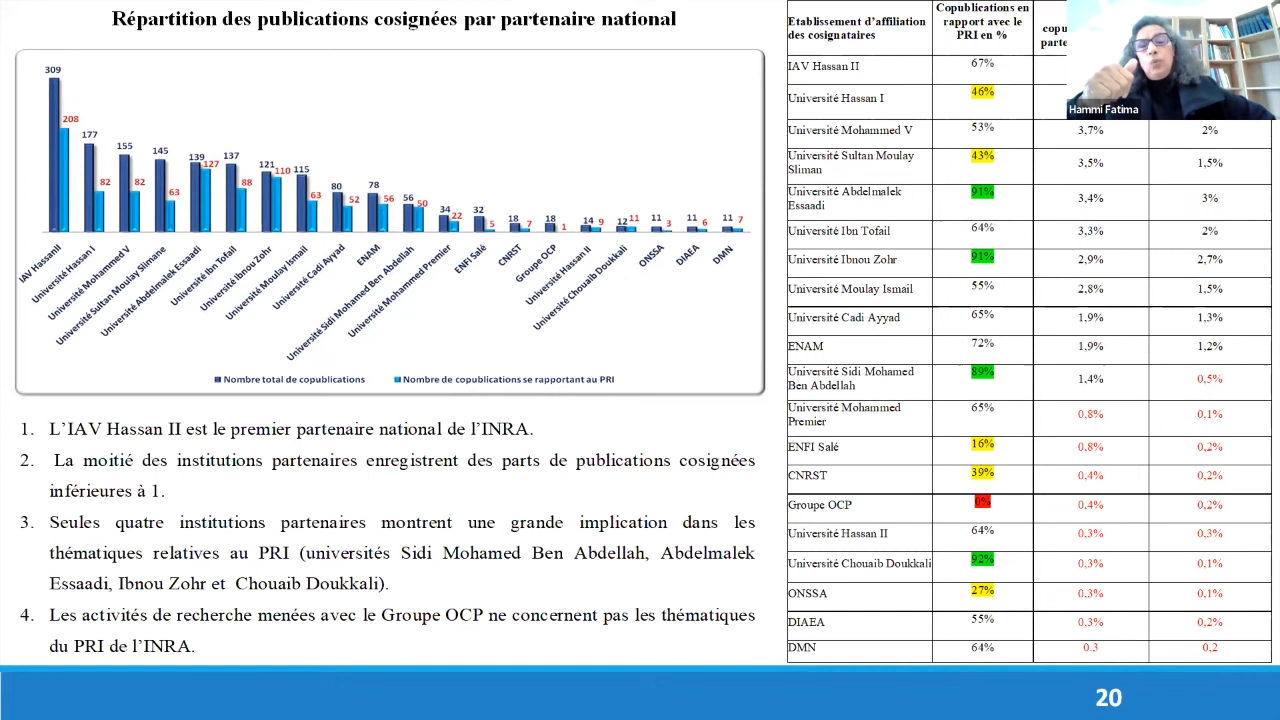 Répartition des publications cosignées par partenaire national
309
208
177
82
155
82
145
63
139
127
137
88
121
110
115
63
80
52
78
56
56
50
34
22
32
5
18
7
18
1
14
9
12
11
11
3
11
6
11
7
IAV HassanII
Université Hassan I
Université Mohammed V
Université Sultan Moulay Slimane
Université Abdelmalek Essaadi
Université Ibn Tofail
Université Ibnou Zohr
Université Moulay Ismail
Université Cadi Ayyad
ENAM
Université Sidi Mohamed Ben Abdellah
Université Mohammed Premier
ENFI Salé
CNRST
Groupe OCP
Université Hassan II
Université Chouaib Doukkali
ONSSA
DIAEA
DMN
Nombre total de copublications
Nombre de copublications se rapportant au PRI
1. L’IAV Hassan II est le premier partenaire national de l’INRA.
2. La moitié des institutions partenaires enregistrent des parts de publications cosignées
inférieures à 1.
3. Seules quatre institutions partenaires montrent une grande implication dans les
thématiques relatives au PRI (universités Sidi Mohamed Ben Abdellah, Abdelmalek
Essaadi, Ibnou Zohr et Chouaib Doukkali).
4. Les activités de recherche menées avec le Groupe OCP ne concernent pas les thématiques
du PRI de l’INRA.
Etablissement d’affiliation
des cosignataires
Copublications en
rapport avec le
PRI en %
IAV Hassan II 67%
Université Hassan I 46%
Hammi Fatima
Université Mohammed V 53% 3,7% 2%
Université Sultan Moulay
Sliman 43% 3,5% 1,5%
Université Abdelmalek
Essaadi 91% 3,4% 3%
Université Ibn Tofail 64% 3,3% 2%
Université Ibnou Zohr 91% 2,9% 2,7%
Université Moulay Ismail 55% 2,8% 1,5%
Université Cadi Ayyad 65% 1,9% 1,3%
ENAM 72% 1,9% 1,2%
Université Sidi Mohamed
Ben Abdellah 89% 1,4% 0,5%
Université Mohammed
Premier 65% 0,8% 0,1%
ENFI Salé 16% 0,8% 0,2%
CNRST 39% 0,4% 0,2%
Groupe OCP 0% 0,4% 0,2%
Université Hassan II 64% 0,3% 0,3%
Université Chouaib Doukkali 92% 0,3% 0,1%
ONSSA 27% 0,3% 0,1%
DIAEA 55% 0,3% 0,2%
DMN 64% 0.3 0,2
20